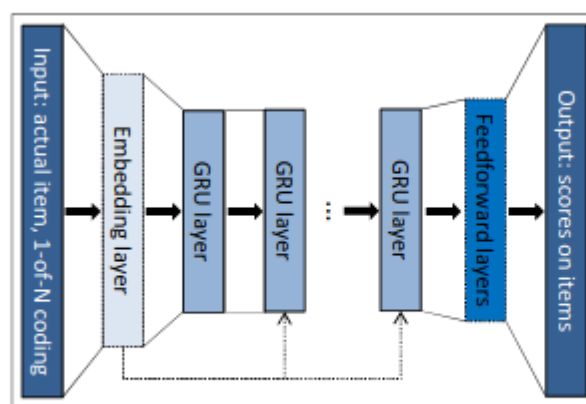 Input: actual item, 1-of-N coding
Embedding layer
GRU layer
GRU layer
...
GRU layer
Feedforward layers
Output: scores on items